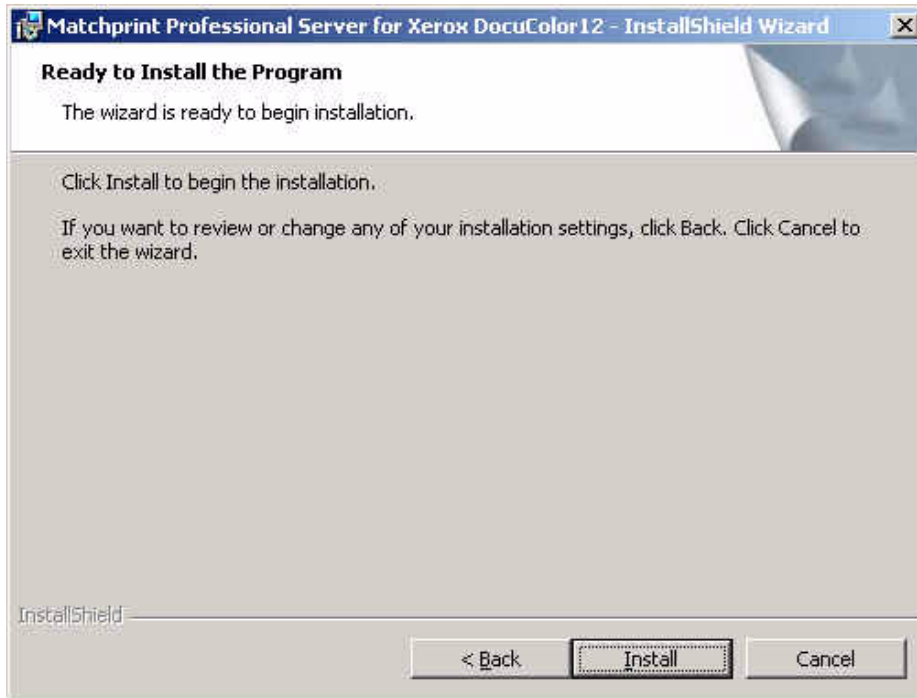 Matchprint Professional Server for Xerox DocuColor12 - InstallShield Wizard
Ready to Install the Program
The wizard is ready to begin installation.
Click Install to begin the installation.
If you want to review or change any of your installation settings, click Back. Click Cancel to
exit the wizard.
InstallShield
< Back Install Cancel